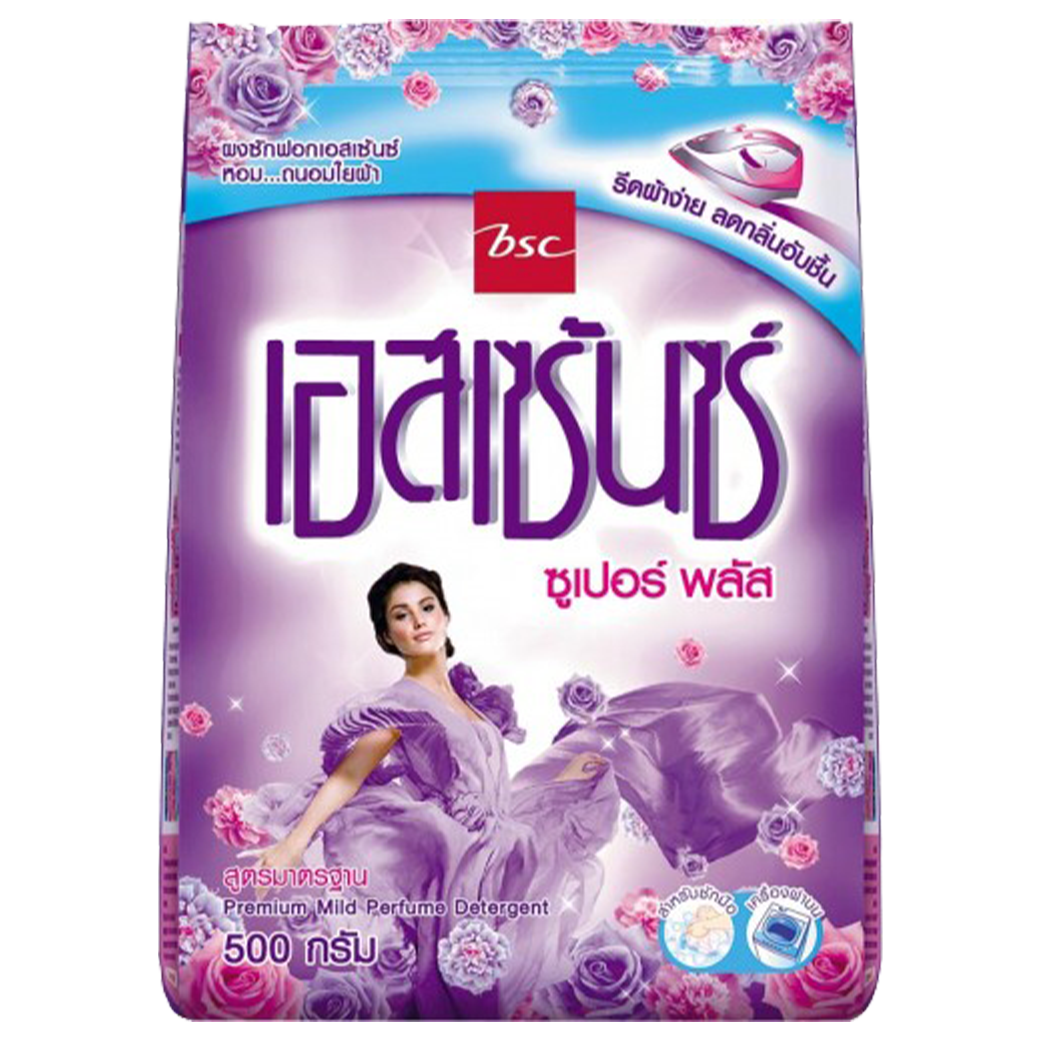 ผงซักฟอกเอสเซ้นซ์
หอม...ถนอมใยผ้า
รีดผ้าง่าย ลดกลิ่นอับชื้น
bsc
เอสเซ้นซ์
ซูเปอร์ พลัส
สูตรมาตรฐาน
Premium Mild Perfume Detergent
500 กรัม
สำหรับซักมือ
เครื่องฝาบน